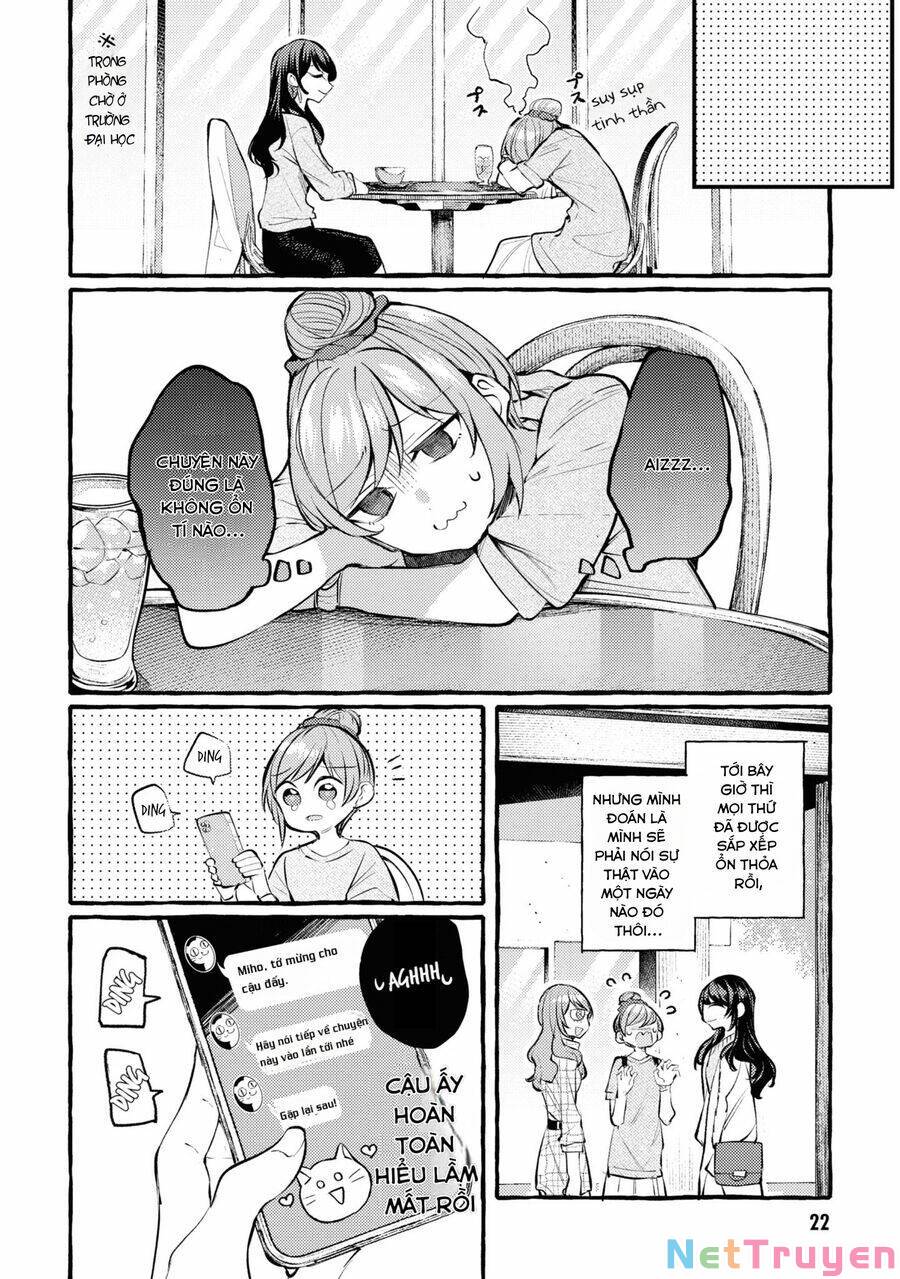 ※
TRONG
PHÒNG
CHỜ Ở
TRƯỜNG
ĐẠI HỌC
プス
プス
suy sụp
tinh thần
AIZZZ...
CHUYỆN NÀY
ĐÚNG LÀ
KHÔNG ỔN
TÍ NÀO...
TỚI BÂY
GIỜ THÌ
MỌI THỨ
ĐÃ ĐƯỢC
SẮP XẾP
ỔN THỎA
RỒI,
NHƯNG MÌNH
ĐOÁN LÀ
MÌNH SẼ
PHẢI NÓI SỰ
THẬT VÀO
MỘT NGÀY
NÀO ĐÓ
THÔI...
DING
DING
AGHHH
Miho, tớ mừng cho
cậu đấy.
Hãy nói tiếp về chuyện
này vào lần tới nhé
Gặp lại sau!
DING
DING
CẬU ẤY
HOÀN
TOÀN
HIỂU LẦM
MẤT RỒI
22
NetTruyen